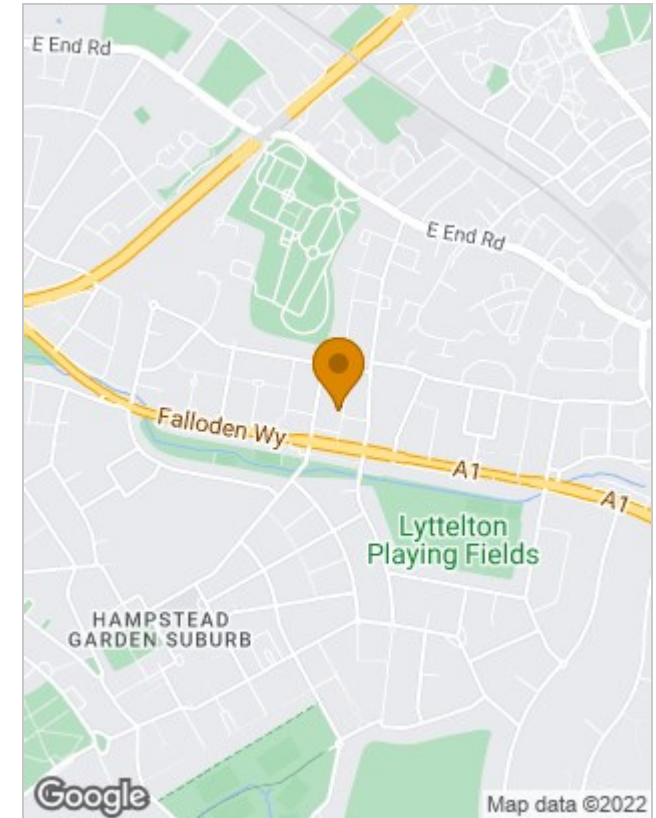 E End Rd
E End Rd
Falloden Wy
A1
A1
Lyttelton
Playing Fields
HAMPSTEAD
GARDEN SUBURB
Google
Map data ©2022